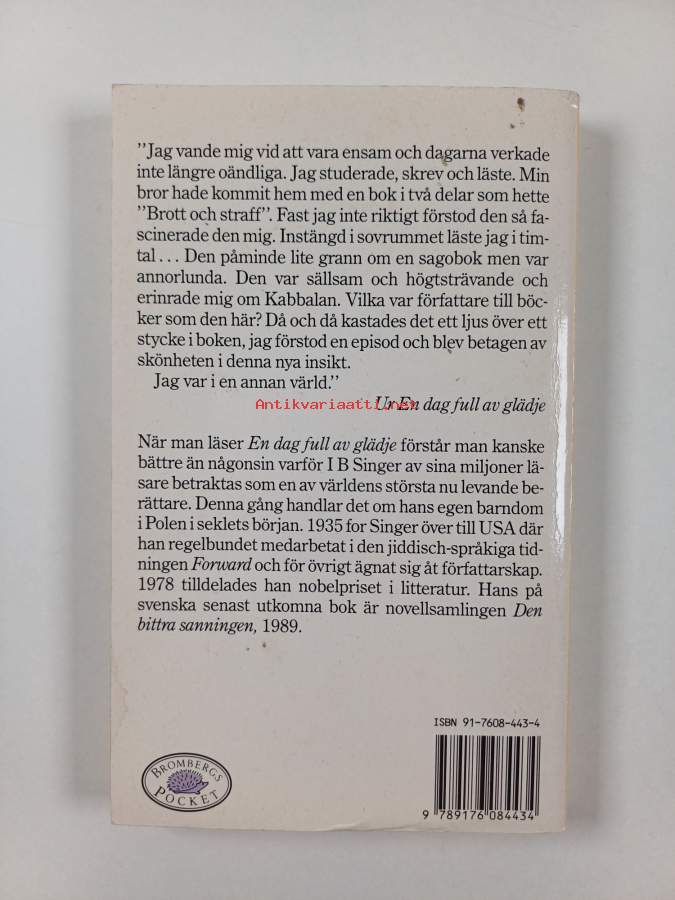 "Jag vande mig vid att vara ensam och dagarna verkade
inte längre oändliga. Jag studerade, skrev och läste. Min
bror hade kommit hem med en bok i två delar som hette
"Brott och straff". Fast jag inte riktigt förstod den så fa-
scinerade den mig. Instängd i sovrummet läste jag i tim-
tal... Den påminde lite grann om en sagobok men var
annorlunda. Den var sällsam och högtsträvande och
erinrade mig om Kabbalan. Vilka var författare till böc-
ker som den här? Då och då kastades det ett ljus över ett
stycke i boken, jag förstod en episod och blev betagen av
skönheten i denna nya insikt.
Jag var i en annan värld."
Antikvariaatti.net
Ur En dag full av glädje
När man läser En dag full av glädje förstår man kanske
bättre än någonsin varför I B Singer av sina miljoner lä-
sare betraktas som en av världens största nu levande be-
rättare. Denna gång handlar det om hans egen barndom
i Polen i seklets början. 1935 for Singer över till USA där
han regelbundet medarbetat i den jiddisch-språkiga tid-
ningen Forward och för övrigt ägnat sig åt författarskap.
1978 tilldelades han nobelpriset i litteratur. Hans på
svenska senast utkomna bok är novellsamlingen Den
bittra sanningen, 1989.
ISBN 91-7608-443-4
BROMBERGS
POCKET
9 789176 084434